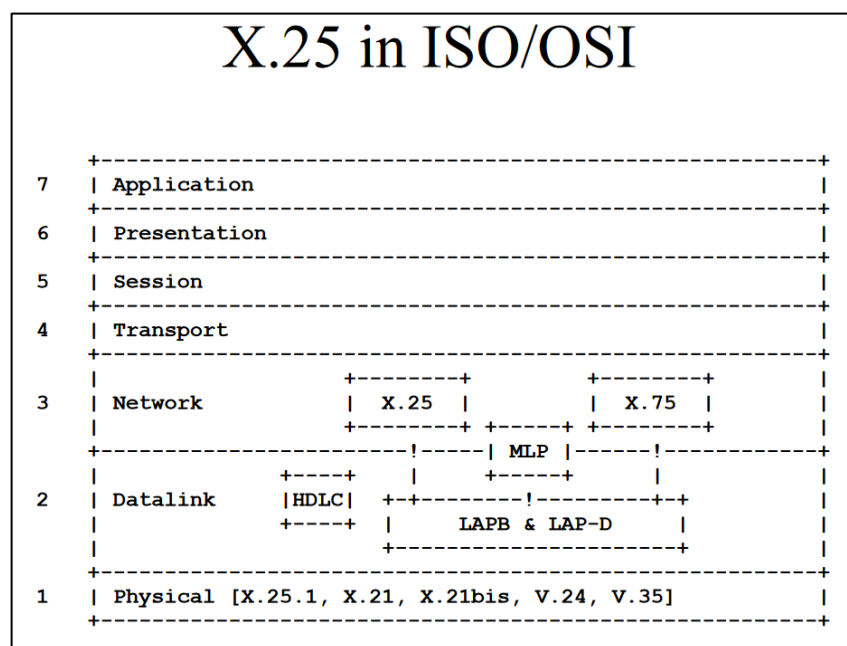 X.25 in ISO/OSI
+---------------------------------------------------------+
7 | Application |
+---------------------------------------------------------+
6 | Presentation |
+---------------------------------------------------------+
5 | Session |
+---------------------------------------------------------+
4 | Transport |
+---------------------------------------------------------+
| +--------+ +--------+ |
3 | Network | X.25 | | X.75 | |
| +--------+ +-----+ +--------+ |
+------------------------!-----| MLP |------!-------------+
| +----+ | +-----+ | |
2 | Datalink |HDLC| +-+--------!---------+-+ |
| +----+ | LAPB & LAP-D | |
| +----------------------+ |
+---------------------------------------------------------+
1 | Physical [X.25.1, X.21, X.21bis, V.24, V.35] |
+---------------------------------------------------------+